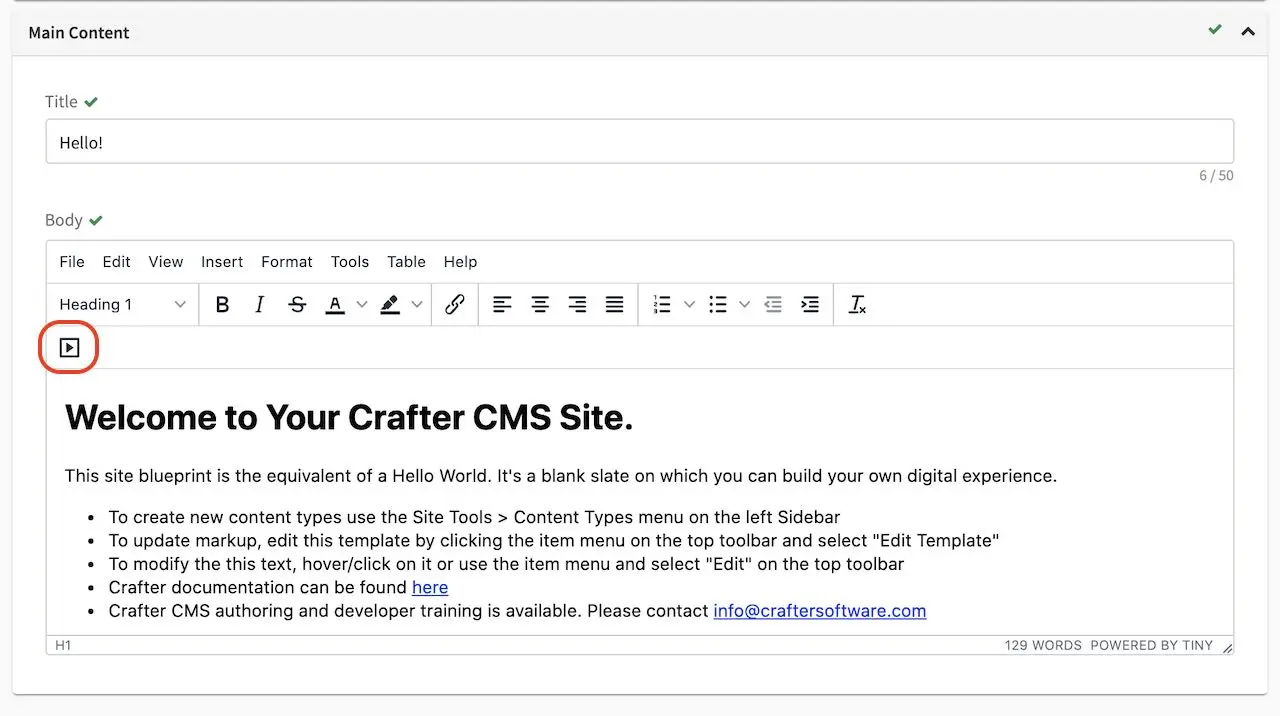 Main Content
Title
Hello!
6 / 50
Body
File Edit View Insert Format Tools Table Help
Heading 1 B I S A
Welcome to Your Crafter CMS Site.
This site blueprint is the equivalent of a Hello World. It's a blank slate on which you can build your own digital experience.
• To create new content types use the Site Tools > Content Types menu on the left Sidebar
• To update markup, edit this template by clicking the item menu on the top toolbar and select "Edit Template"
• To modify the this text, hover/click on it or use the item menu and select "Edit" on the top toolbar
• Crafter documentation can be found here
• Crafter CMS authoring and developer training is available. Please contact info@craftersoftware.com
H1 129 WORDS POWERED BY TINY